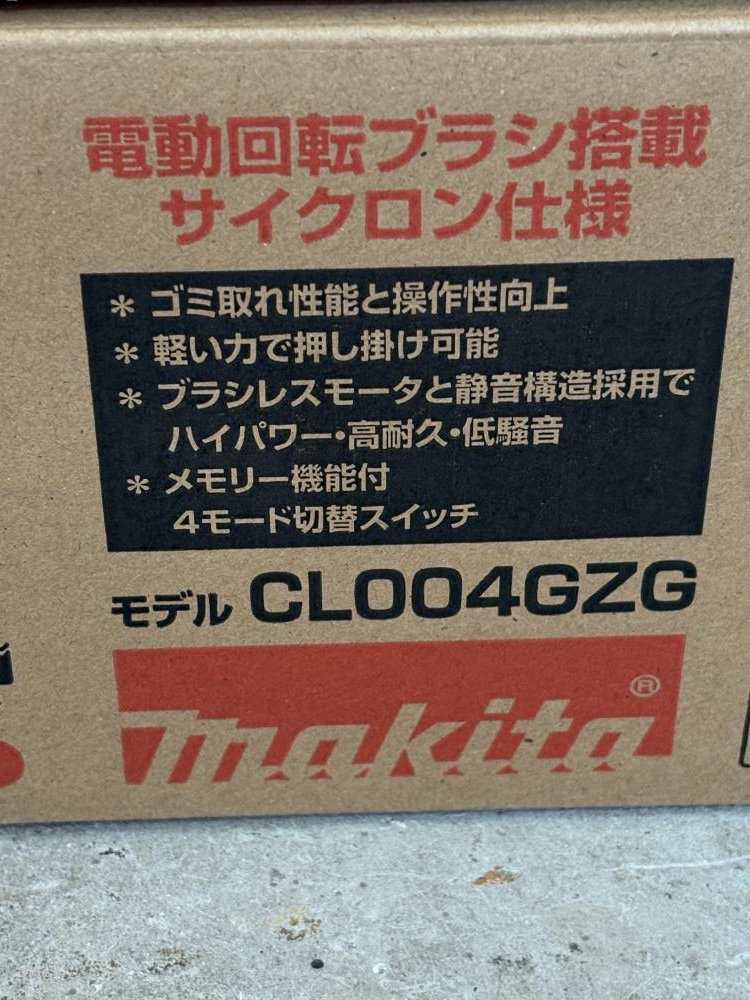 電動回転ブラシ搭載
サイクロン仕様
* ゴミ取れ性能と操作性向上
* 軽い力で押し掛け可能
* ブラシレスモータと静音構造採用で
ハイパワー・高耐久・低騒音
* メモリー機能付
4モード切替スイッチ
モデル CL004GZG
makita®